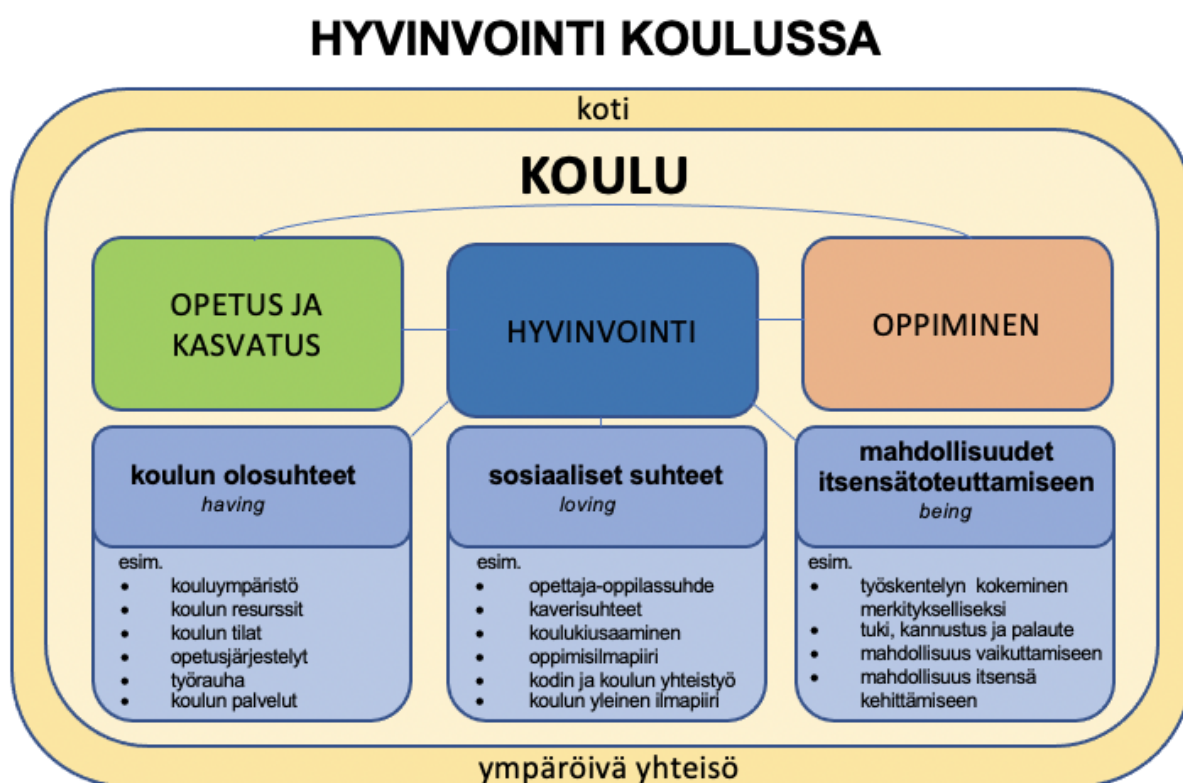 HYVINVOINTI KOULUSSA
koti
KOULU
OPETUS JA
KASVATUS
HYVINVOINTI
OPPIMINEN
koulun olosuhteet
having
esim.
• kouluympäristö
• koulun resurssit
• koulun tilat
• opetusjärjestelyt
• työrauha
• koulun palvelut
sosiaaliset suhteet
loving
esim.
• opettaja-oppilassuhde
• kaverisuhteet
• koulukiusaaminen
• oppimisilmapiiri
• kodin ja koulun yhteistyö
• koulun yleinen ilmapiiri
mahdollisuudet
itsensätoteuttamiseen
being
esim.
• työskentelyn kokeminen
merkitykselliseksi
• tuki, kannustus ja palaute
• mahdollisuus vaikuttamiseen
• mahdollisuus itsensä
kehittämiseen
ympäröivä yhteisö